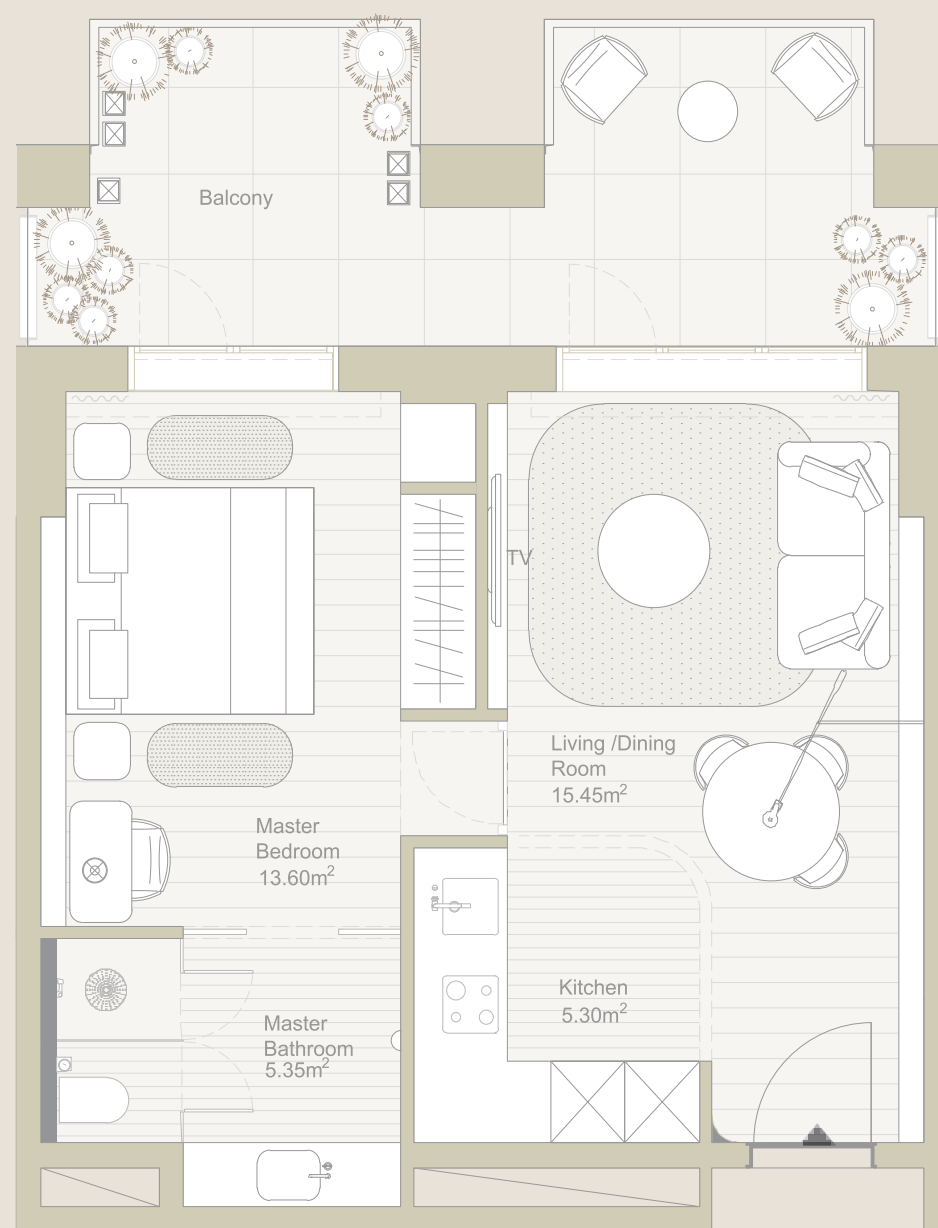 Balcony
TV
Living /Dining
Room
15.45m²
Master
Bedroom
13.60m²
Kitchen
5.30m²
Master
Bathroom
5.35m²